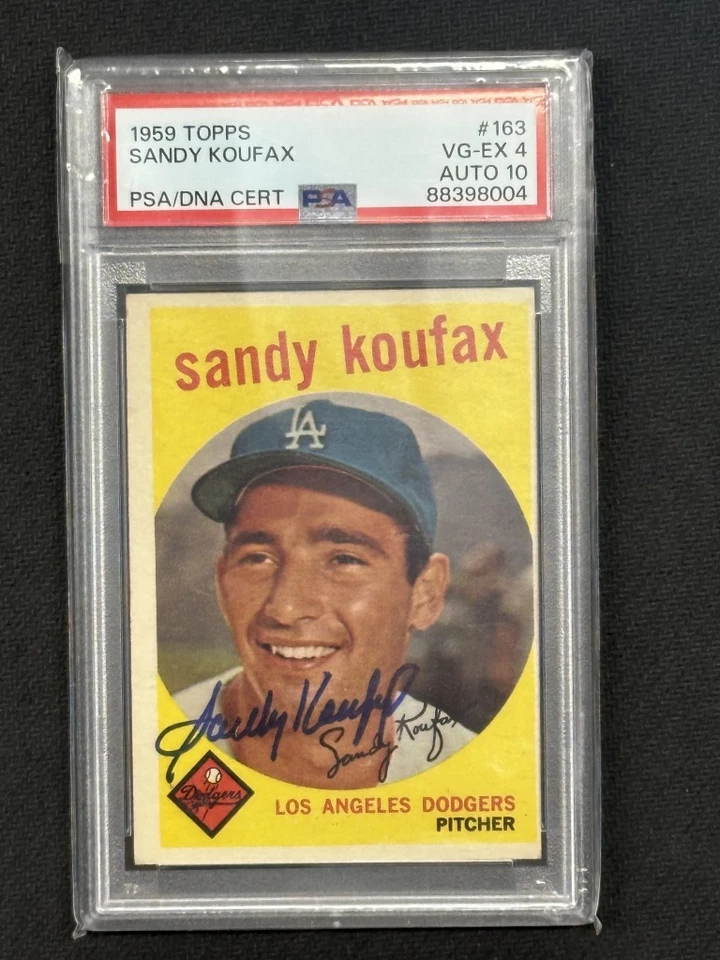 1959 TOPPS #163
SANDY KOUFAX VG-EX 4
AUTO 10
PSA/DNA CERT PSA 88398004
sandy koufax
LA
Sandy Koufax
Sandy Koufax
Dodgers
LOS ANGELES DODGERS
PITCHER